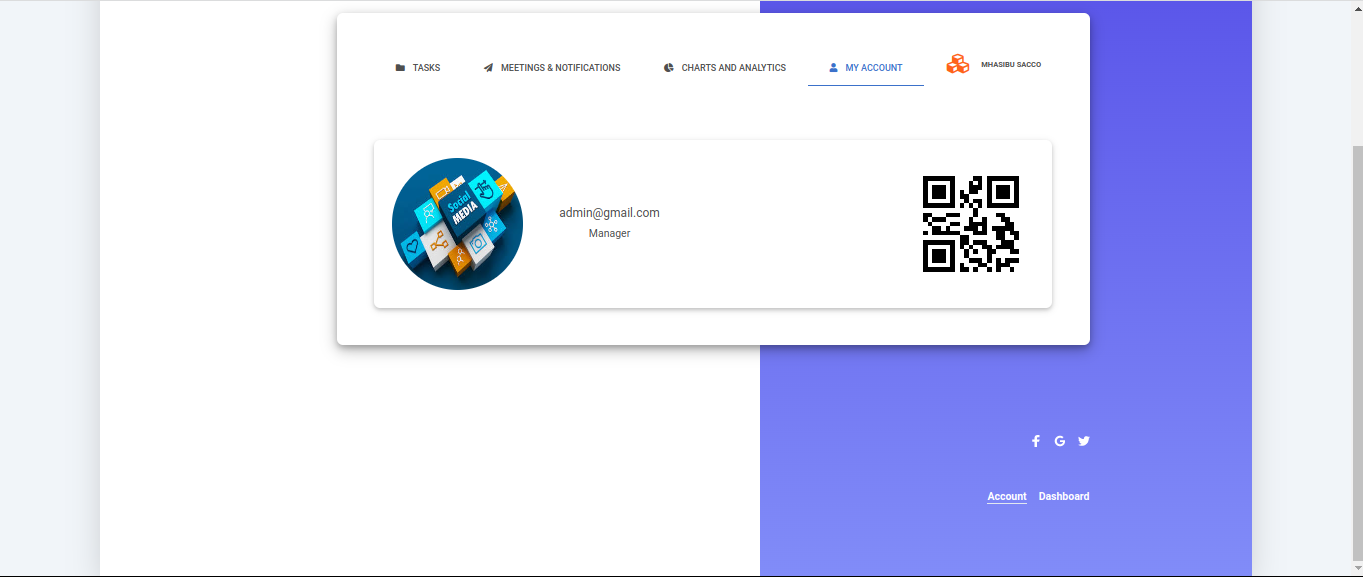 TASKS
MEETINGS & NOTIFICATIONS
CHARTS AND ANALYTICS
MY ACCOUNT
MHASIBU SACCO
Social
MEDIA
admin@gmail.com
Manager
Account
Dashboard